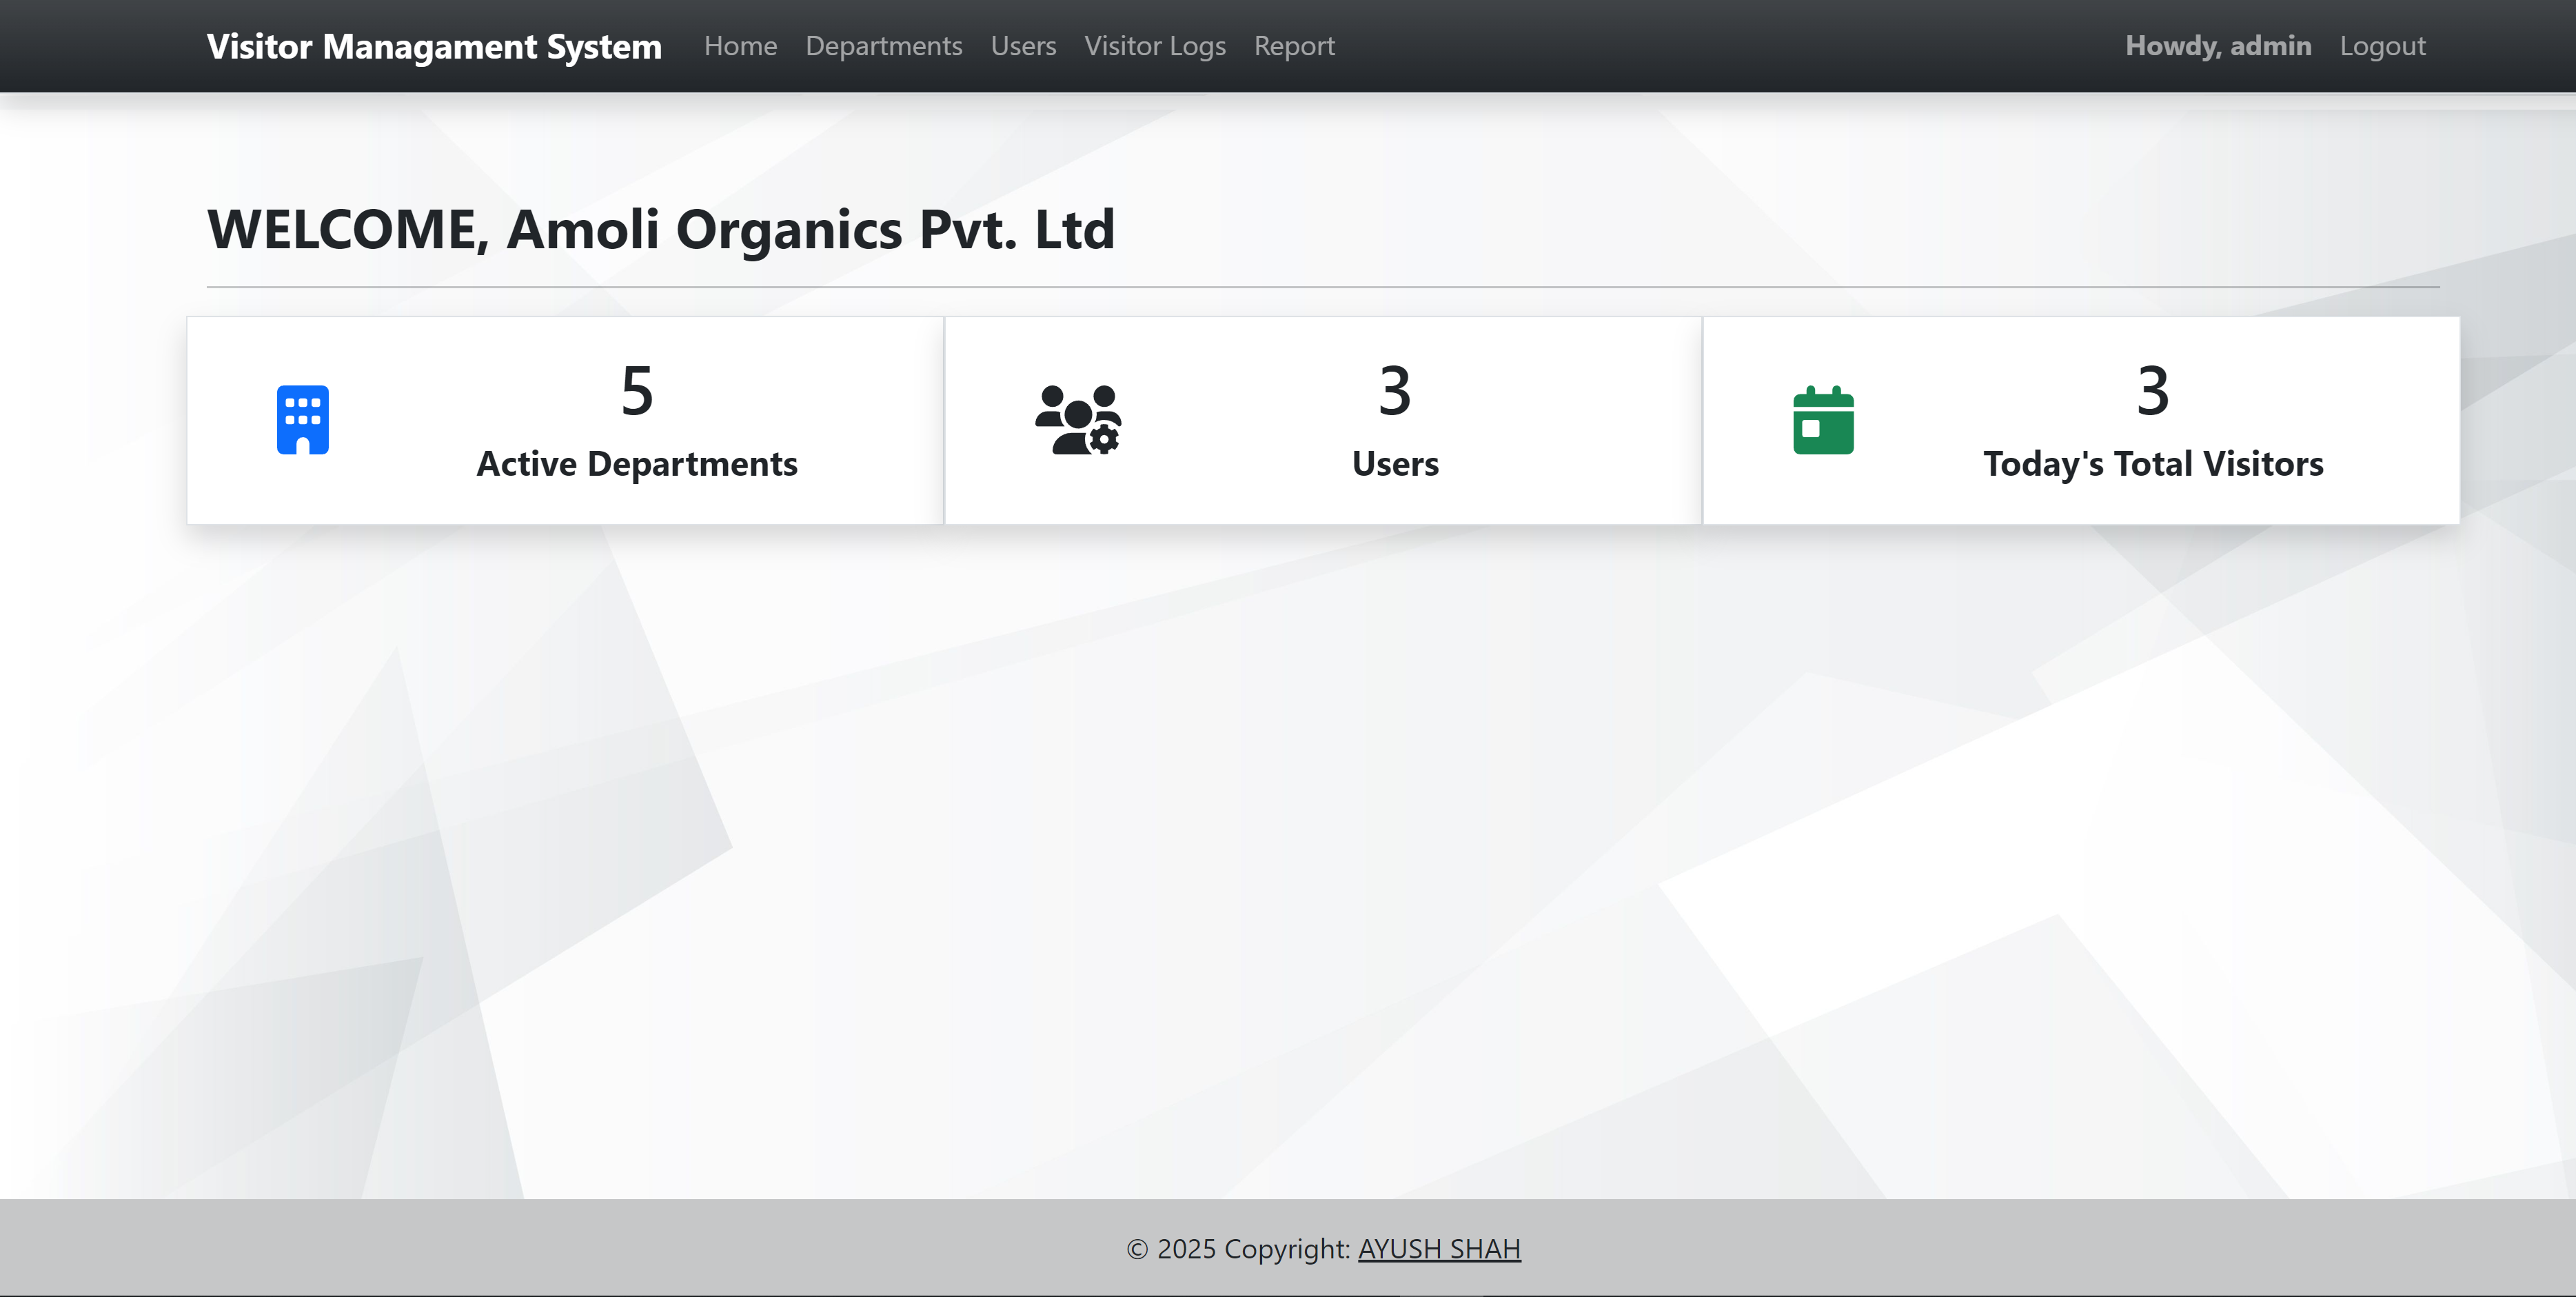 Visitor Managament System Home Departments Users Visitor Logs Report Howdy, admin Logout
WELCOME, Amoli Organics Pvt. Ltd
5
Active Departments
3
Users
3
Today's Total Visitors
© 2025 Copyright: AYUSH SHAH